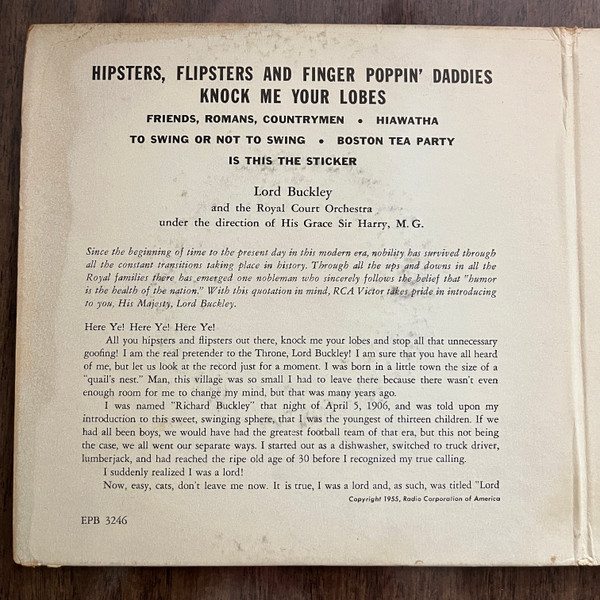 HIPSTERS, FLIPSTERS AND FINGER POPPIN' DADDIES
KNOCK ME YOUR LOBES
FRIENDS, ROMANS, COUNTRYMEN • HIAWATHA
TO SWING OR NOT TO SWING • BOSTON TEA PARTY
IS THIS THE STICKER
Lord Buckley
and the Royal Court Orchestra
under the direction of His Grace Sir Harry, M. G.
Since the beginning of time to the present day in this modern era, nobility has survived through
all the constant transitions taking place in history. Through all the ups and downs in all the
Royal families there has emerged one nobleman who sincerely follows the belief that "humor
is the health of the nation." With this quotation in mind, RCA Victor takes pride in introducing
to you, His Majesty, Lord Buckley.
Here Ye! Here Ye! Here Ye!
All you hipsters and flipsters out there, knock me your lobes and stop all that unnecessary
goofing! I am the real pretender to the Throne, Lord Buckley! I am sure that you have all heard
of me, but let us look at the record just for a moment. I was born in a little town the size of a
"quail's nest." Man, this village was so small I had to leave there because there wasn't even
enough room for me to change my mind, but that was many years ago.
I was named "Richard Buckley" that night of April 5, 1906, and was told upon my
introduction to this sweet, swinging sphere, that I was the youngest of thirteen children. If we
had all been boys, we would have had the greatest football team of that era, but this not being
the case, we all went our separate ways. I started out as a dishwasher, switched to truck driver,
lumberjack, and had reached the ripe old age of 30 before I recognized my true calling.
I suddenly realized I was a lord!
Now, easy, cats, don't leave me now. It is true, I was a lord and, as such, was titled "Lord
Copyright 1955, Radio Corporation of America
EPB 3246